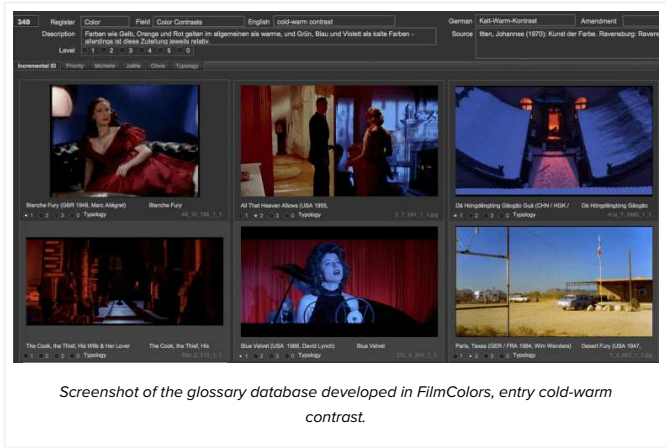 240 Register Color Field Color Contrasts English cold-warm contrast German Kalt-Warm-Kontrast Amendment
Description Farben wie Gelb, Orange und Rot gelten im allgemeinen als warme, und Grün, Blau und Violett als kalte Farben -
allerdings ist diese Zuteilung jeweils relativ.
Source Itten, Johannes (1970): Kunst der Farbe. Ravensburg: Ravens
Level 1 2 3 4 5 0
Incremental ID Priority Michelle Joëlle Olivia Typology
Blanche Fury (GBR 1948, Marc Allégret) Blanche Fury
1 2 3 0 Typology
All That Heaven Allows (USA 1955,
1 2 3 0 Typology
Dà Hóngdēnglóng Gāogāo Guà (CHN / HGK / Dà Hóngdēnglóng Gāogāo
1 2 3 0 Typology
The Cook, the Thief, His Wife & Her Lover The Cook, the Thief, His
1 2 3 0 Typology
Blue Velvet (USA 1986, David Lynch) Blue Velvet
1 2 3 0 Typology
Paris, Texas (GER / FRA 1984, Wim Wenders) Desert Fury (USA 1947,
1 2 3 0 Typology
Screenshot of the glossary database developed in FilmColors, entry cold-warm
contrast.